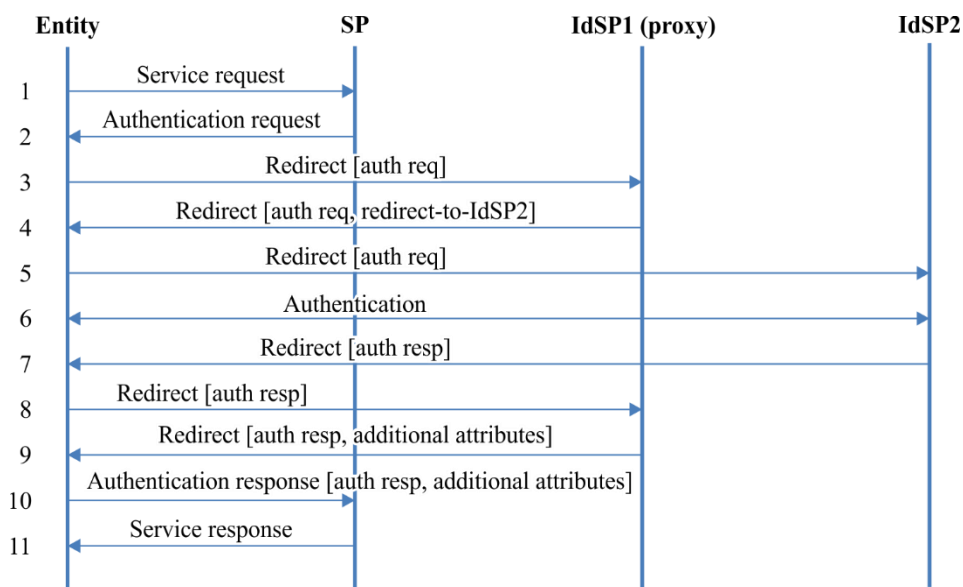 Entity SP IdSP1 (proxy) IdSP2
1 Service request
2 Authentication request
3 Redirect [auth req]
4 Redirect [auth req, redirect-to-IdSP2]
5 Redirect [auth req]
6 Authentication
7 Redirect [auth resp]
8 Redirect [auth resp]
9 Redirect [auth resp, additional attributes]
10 Authentication response [auth resp, additional attributes]
11 Service response